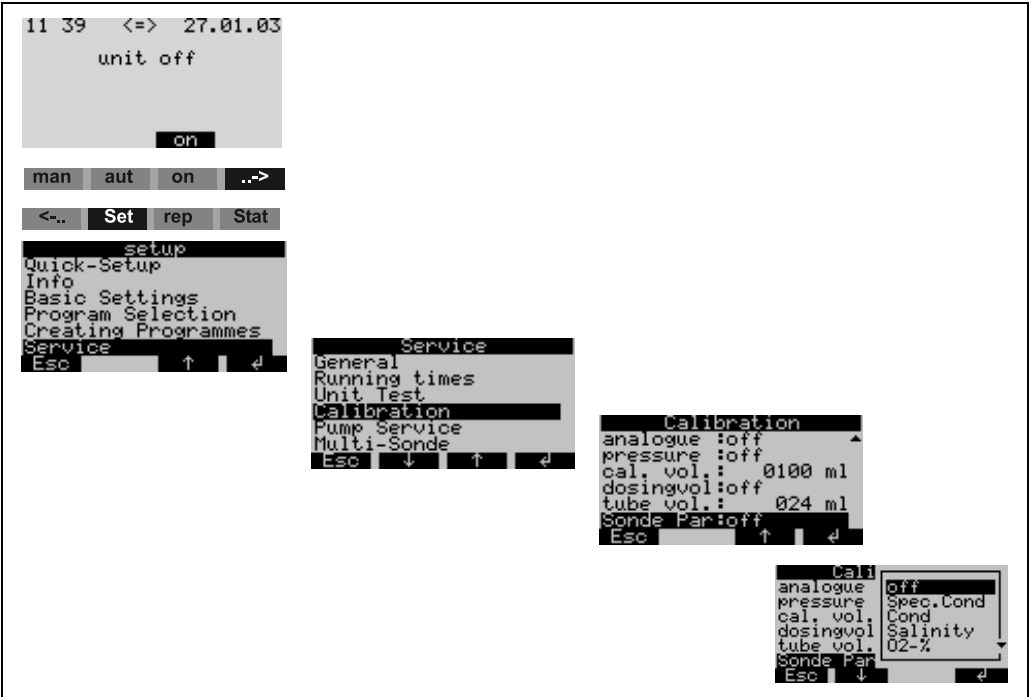 11 39 <=> 27.01.03
unit off
on
man aut on ..->
<-.. Set rep Stat
setup
Quick-Setup
Info
Basic Settings
Program Selection
Creating Programmes
Service
Esc ↑ ↲
Service
General
Running times
Unit Test
Calibration
Pump Service
Multi-Sonde
Esc ↓ ↑ ↲
Calibration
analogue :off
pressure :off
cal. vol.: 0100 ml
dosingvol:off
tube vol.: 024 ml
Sonde Par:off
Esc ↑ ↲
Cali
analogue
pressure
cal. vol.
dosingvol
tube vol.
Sonde Par
off
Spec.Cond
Cond
Salinity
O2-%
Esc ↓ ↲